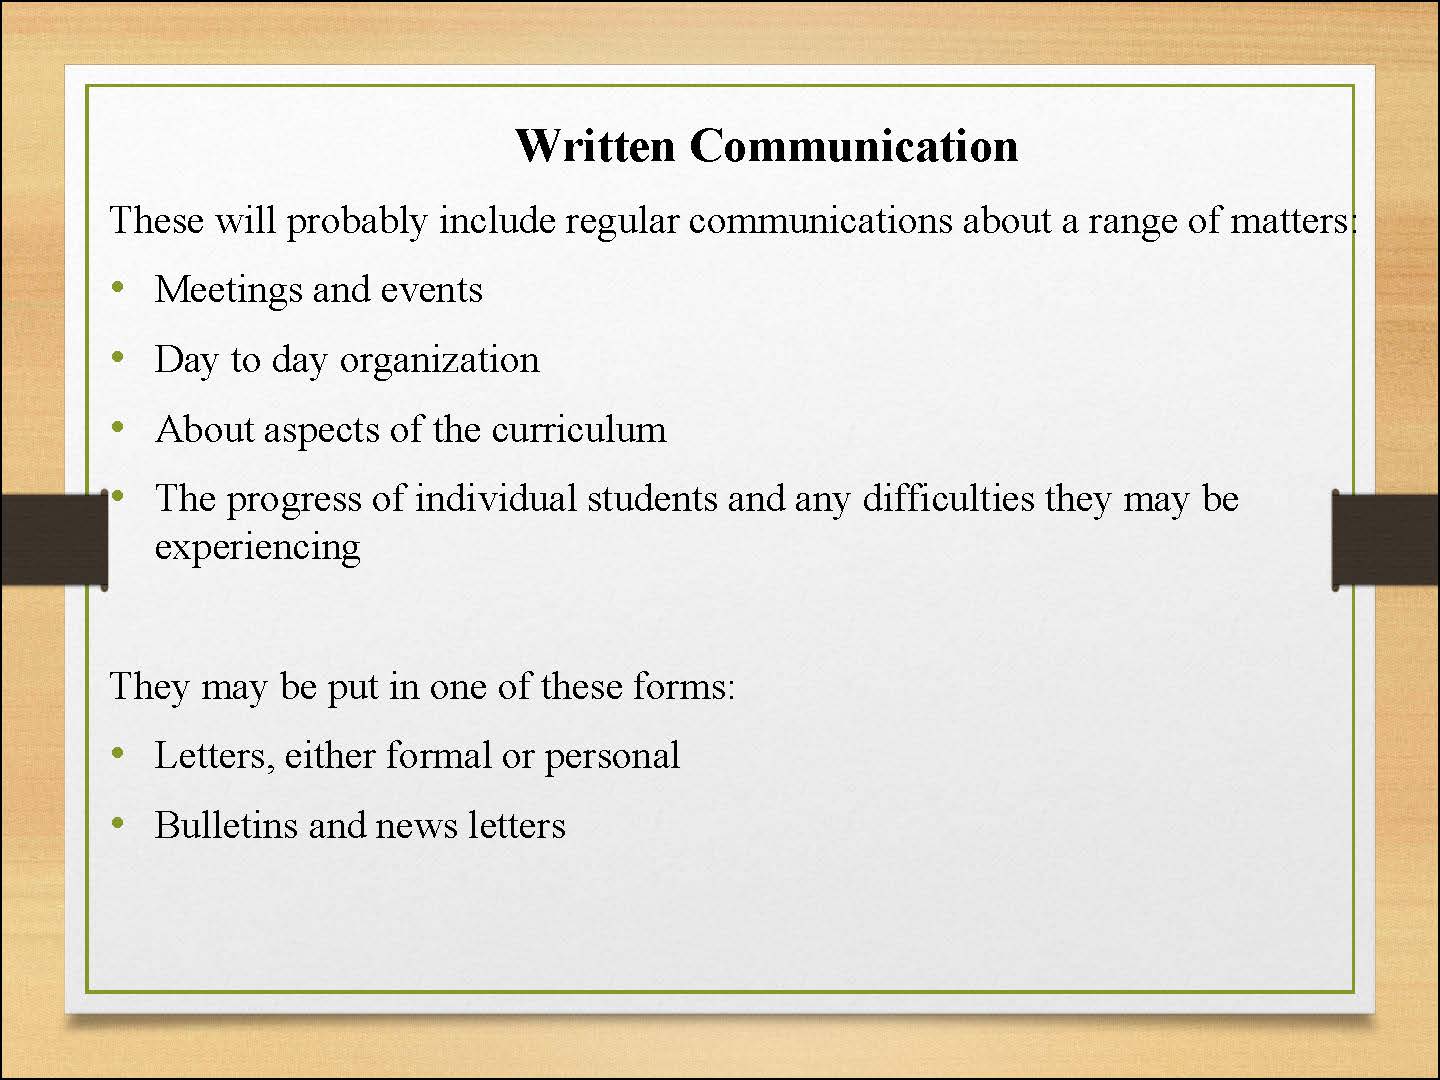 Written Communication
These will probably include regular communications about a range of matters:
• Meetings and events
• Day to day organization
• About aspects of the curriculum
• The progress of individual students and any difficulties they may be
experiencing
They may be put in one of these forms:
• Letters, either formal or personal
• Bulletins and news letters